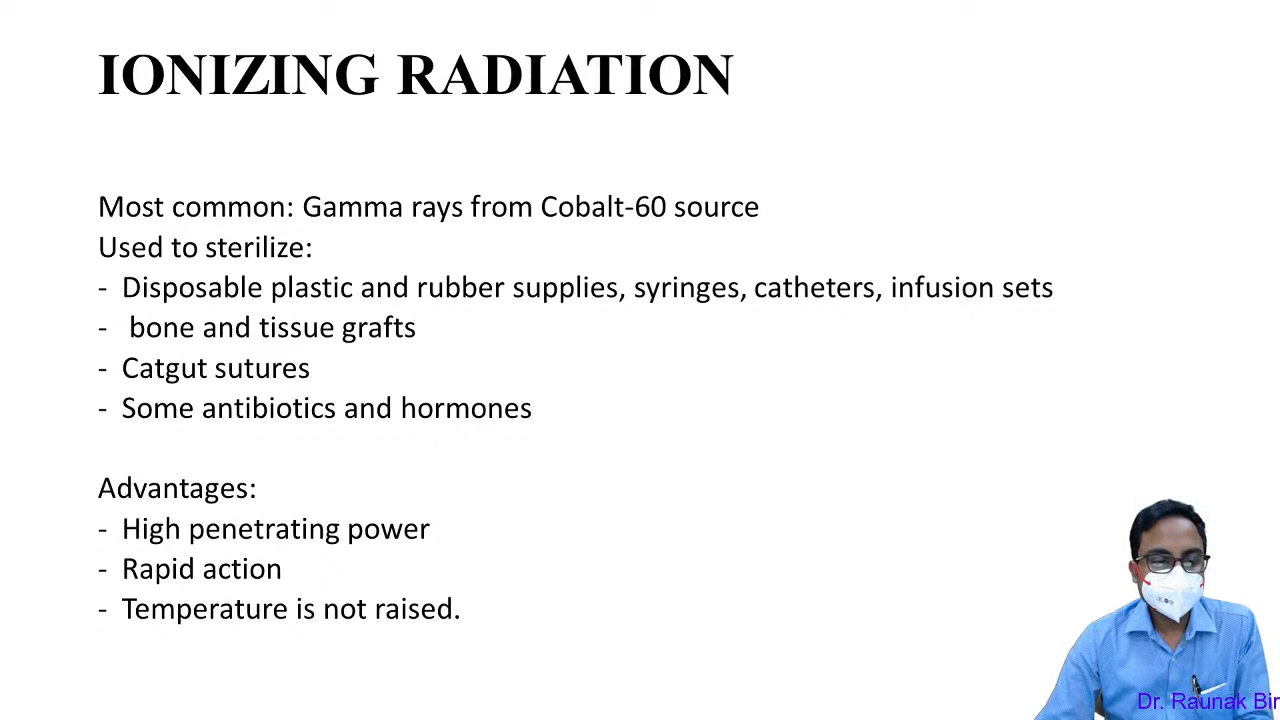 IONIZING RADIATION
Most common: Gamma rays from Cobalt-60 source
Used to sterilize:
- Disposable plastic and rubber supplies, syringes, catheters, infusion sets
- bone and tissue grafts
- Catgut sutures
- Some antibiotics and hormones
Advantages:
- High penetrating power
- Rapid action
- Temperature is not raised.
Dr. Raunak Bir